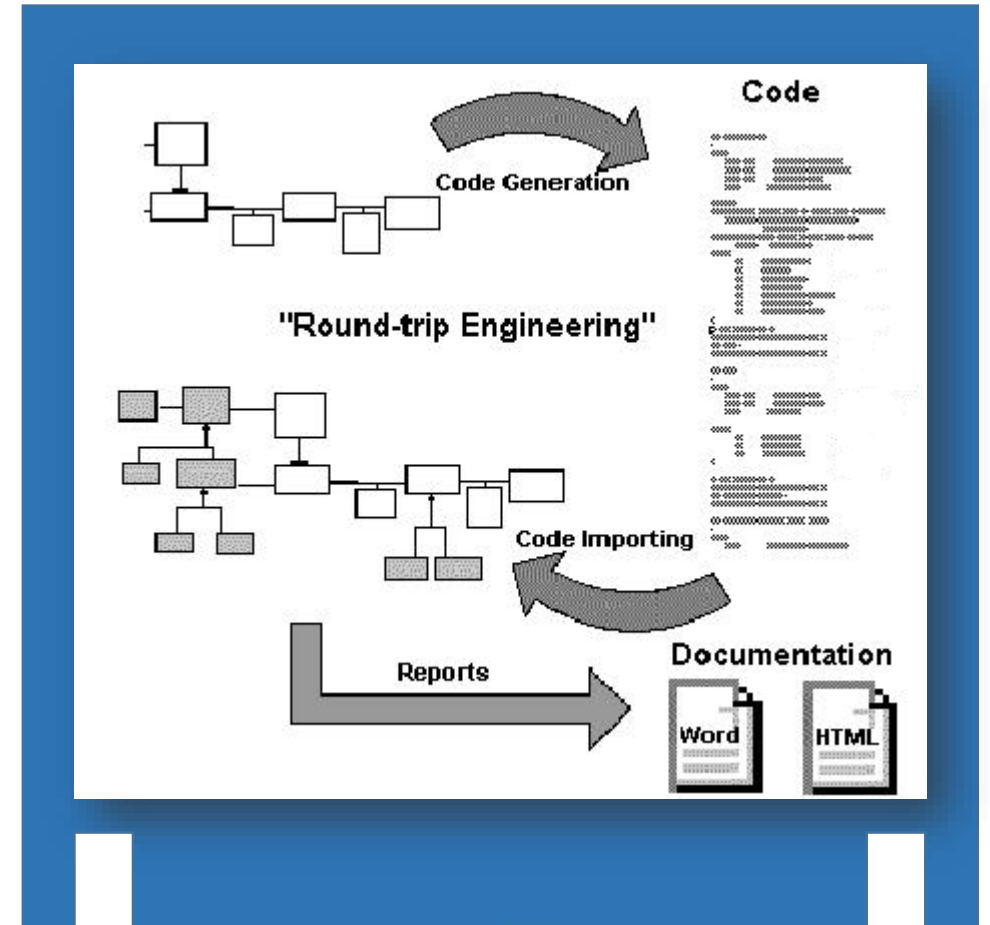 Code
Code Generation
"Round-trip Engineering"
Code Importing
Reports
Documentation
Word
HTML